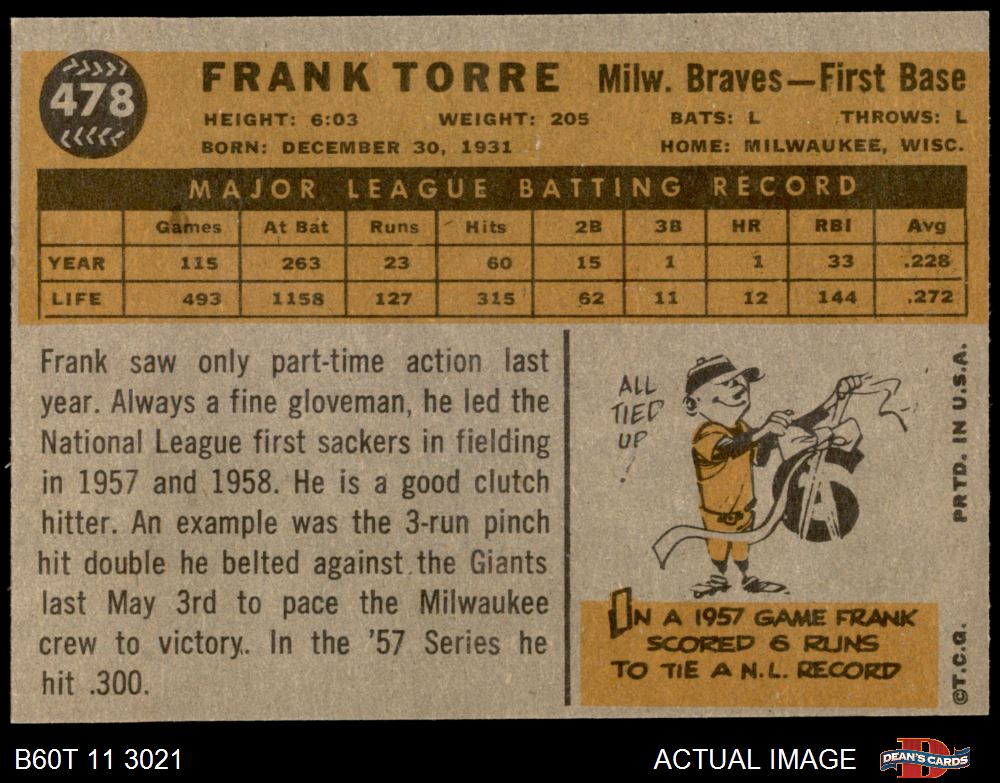 478
FRANK TORRE Milw. Braves—First Base
HEIGHT: 6:03 WEIGHT: 205 BATS: L THROWS: L
BORN: DECEMBER 30, 1931 HOME: MILWAUKEE, WISC.
MAJOR LEAGUE BATTING RECORD
Games At Bat Runs Hits 2B 3B HR RBI Avg
YEAR 115 263 23 60 15 1 1 33 .228
LIFE 493 1158 127 315 62 11 12 144 .272
Frank saw only part-time action last
year. Always a fine gloveman, he led the
National League first sackers in fielding
in 1957 and 1958. He is a good clutch
hitter. An example was the 3-run pinch
hit double he belted against the Giants
last May 3rd to pace the Milwaukee
crew to victory. In the '57 Series he
hit .300.
ALL
TIED
UP
!
IN A 1957 GAME FRANK
SCORED 6 RUNS
TO TIE A N.L. RECORD
©T.C.G. PRTD. IN U.S.A.
B60T 11 3021 ACTUAL IMAGE
DEAN'S CARDS